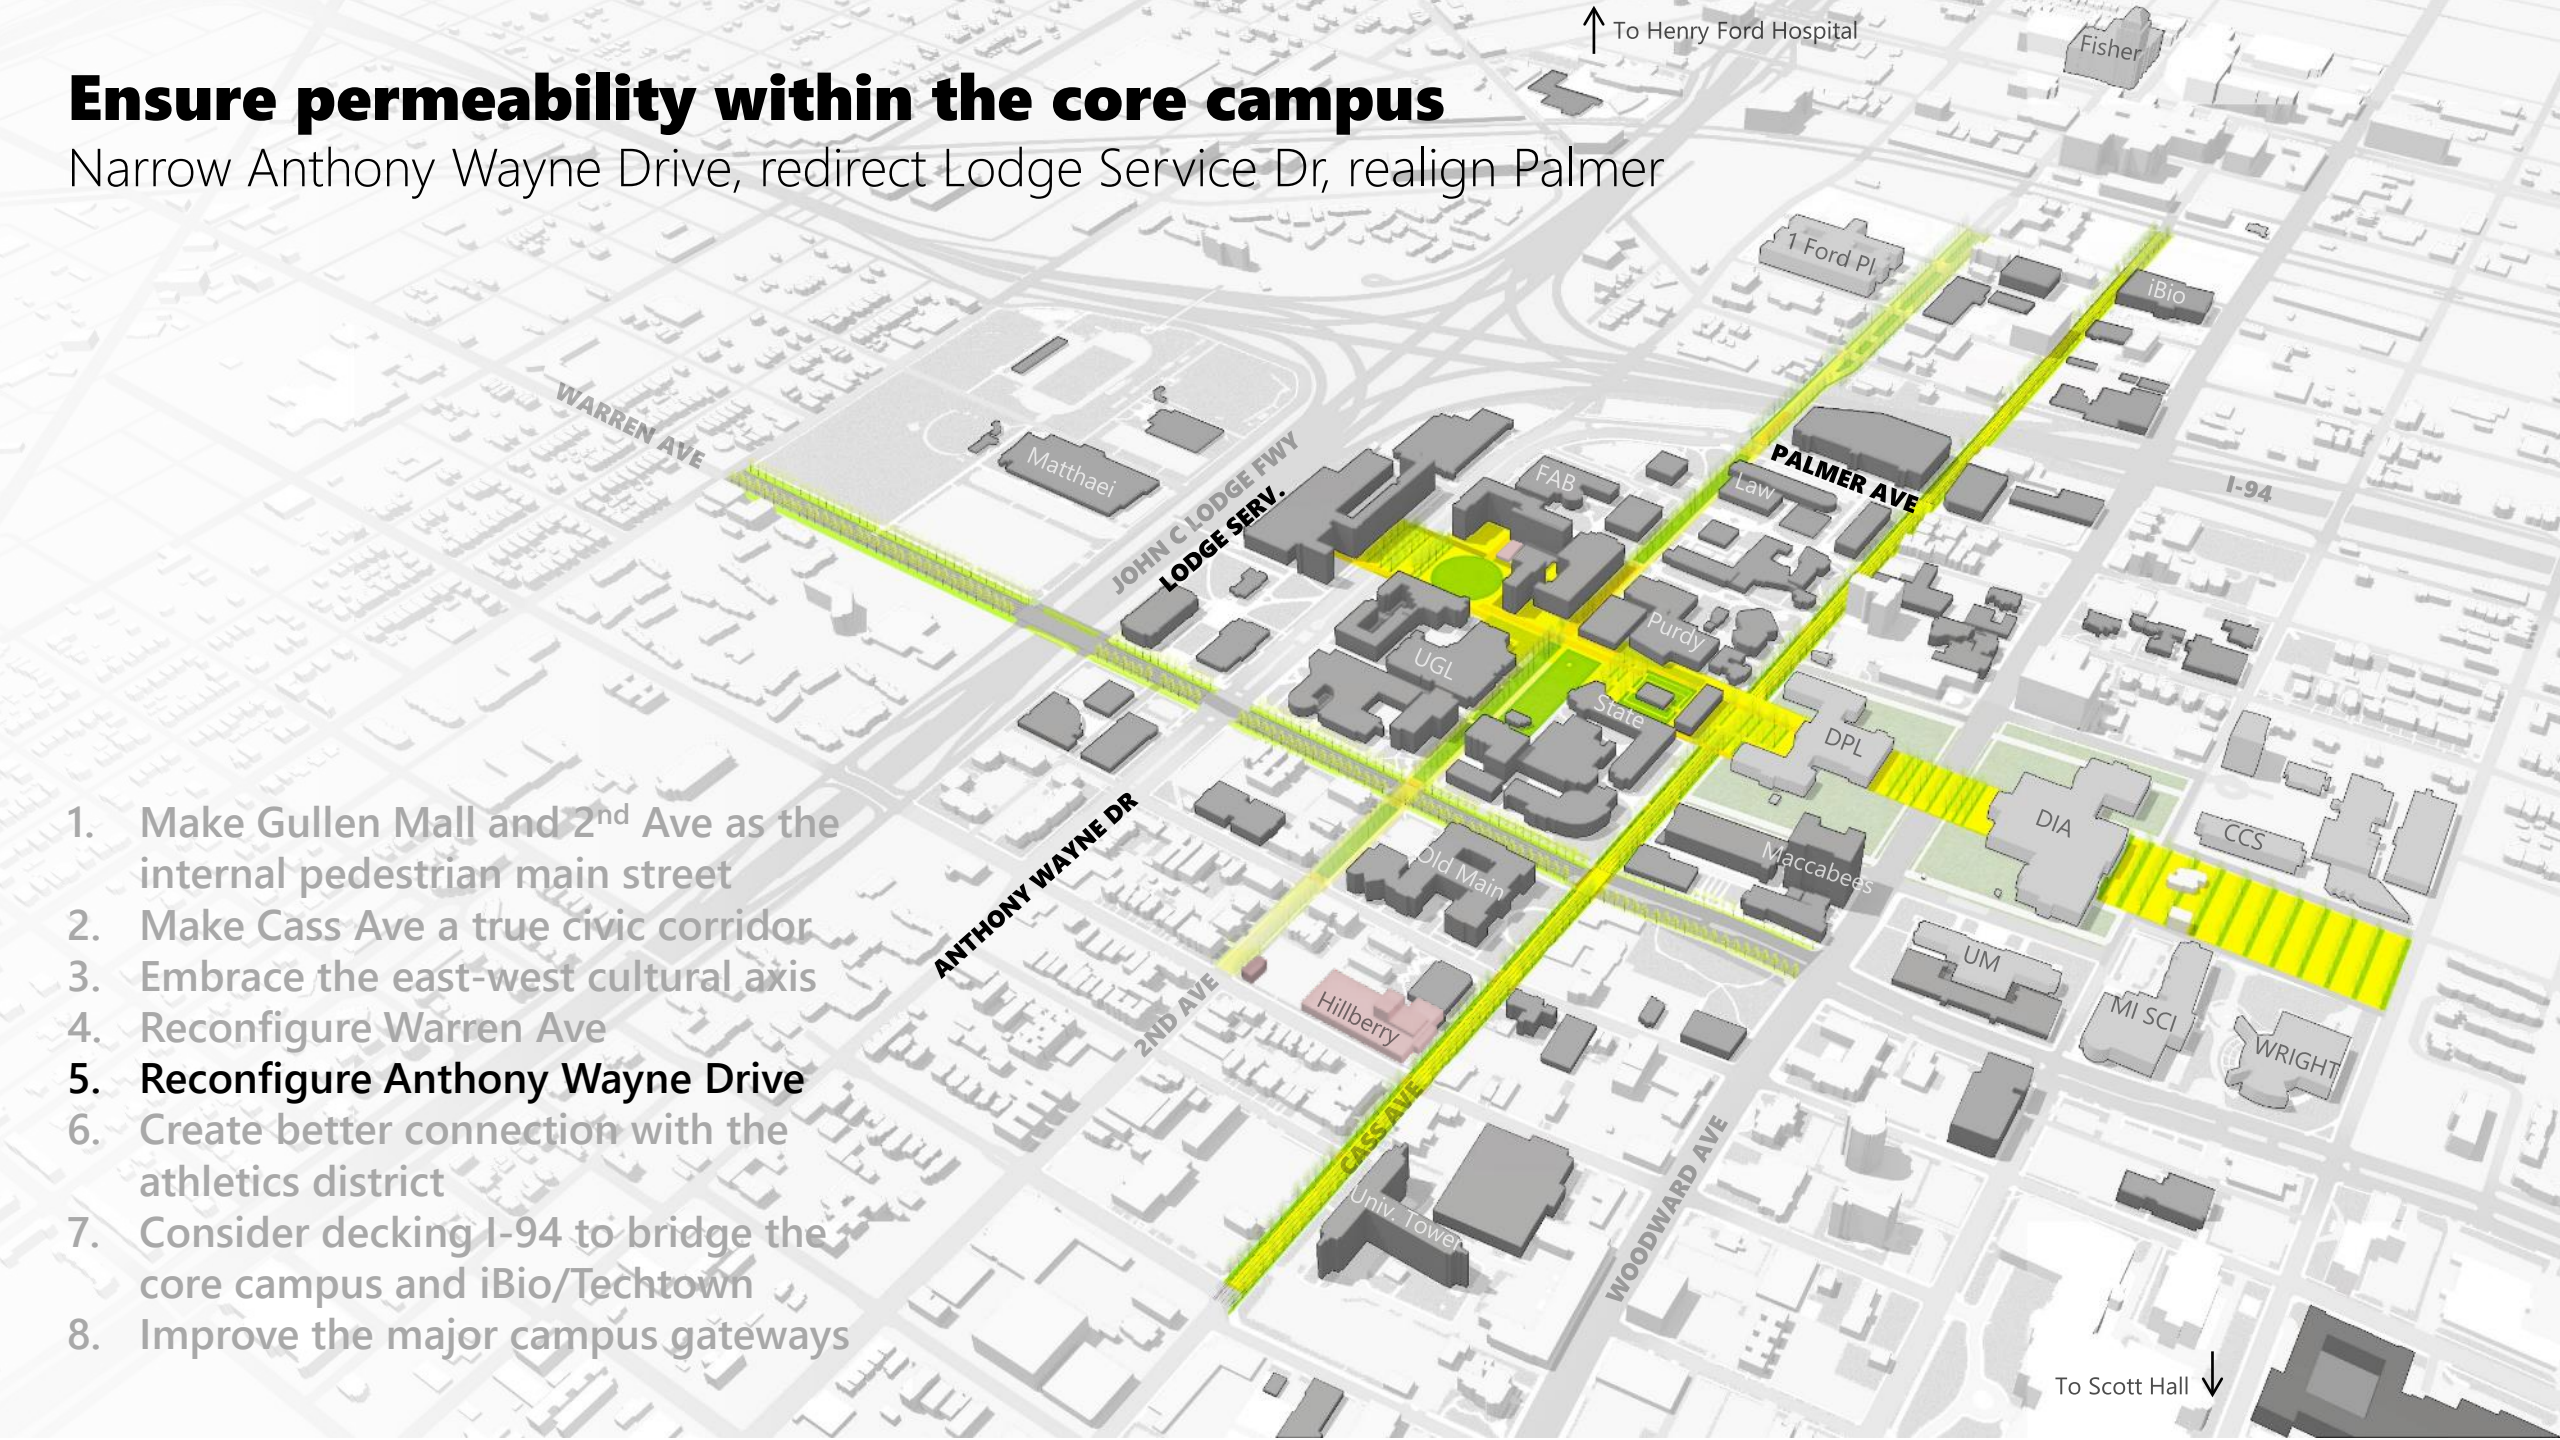 To Henry Ford Hospital
Fisher
Ensure permeability within the core campus
Narrow Anthony Wayne Drive, redirect Lodge Service Dr, realign Palmer
1 Ford Pl
iBio
WARREN AVE
Matthaei
JOHN C LODGE FWY
LODGE SERV.
FAB
Law
PALMER AVE
I-94
Purdy
UGL
State
DPL
DIA
CCS
ANTHONY WAYNE DR
Old Main
Maccabees
2ND AVE
Hillberry
UM
MI SCI
WRIGHT
CASS AVE
Univ. Tower
WOODWARD AVE
1. Make Gullen Mall and 2nd Ave as the
internal pedestrian main street
2. Make Cass Ave a true civic corridor
3. Embrace the east-west cultural axis
4. Reconfigure Warren Ave
5. Reconfigure Anthony Wayne Drive
6. Create better connection with the
athletics district
7. Consider decking I-94 to bridge the
core campus and iBio/Techtown
8. Improve the major campus gateways
To Scott Hall